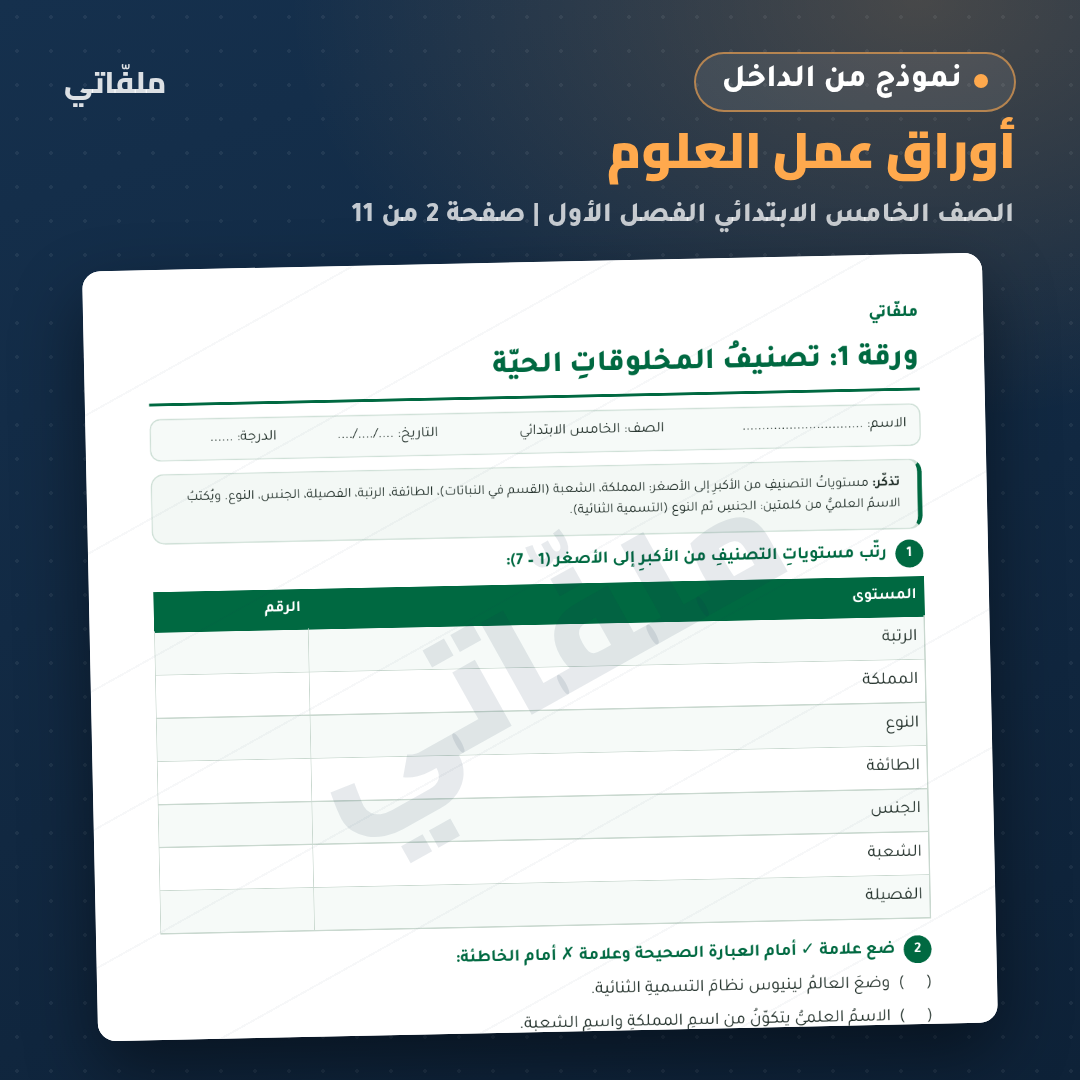 ملفّاتي
نموذج من الداخل
أوراق عمل العلوم
الصف الخامس الابتدائي الفصل الأول | صفحة 2 من 11
ملفّاتي
ورقة 1: تصنيفُ المخلوقاتِ الحيّة
الاسم: .............................. الصف: الخامس الابتدائي التاريخ: ..../..../.... الدرجة: ......
تذكّر: مستوياتُ التصنيفِ من الأكبرِ إلى الأصغر: المملكة، الشعبة (القسم في النباتات)، الطائفة، الرتبة، الفصيلة، الجنس، النوع. ويُكتبُ
الاسمُ العلميُّ من كلمتين: الجنسِ ثم النوع (التسمية الثنائية).
1 رتّب مستوياتِ التصنيفِ من الأكبرِ إلى الأصغر (1 – 7):
المستوى الرقم
الرتبة
المملكة
النوع
الطائفة
الجنس
الشعبة
الفصيلة
ملفّاتي
2 ضع علامة ✓ أمام العبارة الصحيحة وعلامة ✗ أمام الخاطئة:
( ) وضعَ العالمُ لينيوس نظامَ التسميةِ الثنائية.
( ) الاسمُ العلميُّ يتكوّنُ من اسمِ المملكةِ واسمِ الشعبة.